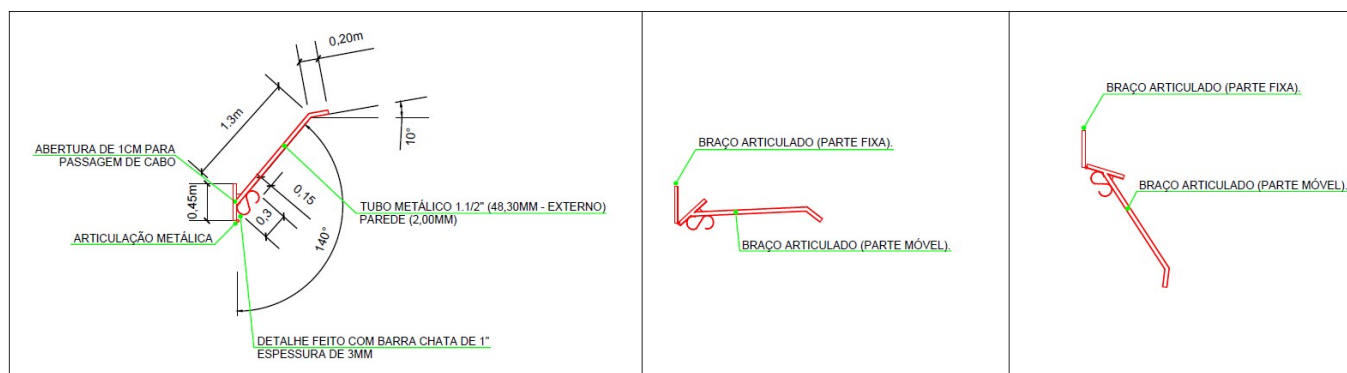 0,20m
1.3m
10°
ABERTURA DE 1CM PARA
PASSAGEM DE CABO
0,45m
0,15
0,3
TUBO METÁLICO 1.1/2" (48,30MM - EXTERNO)
PAREDE (2,00MM)
ARTICULAÇÃO METÁLICA
140°
DETALHE FEITO COM BARRA CHATA DE 1"
ESPESSURA DE 3MM
BRAÇO ARTICULADO (PARTE FIXA).
BRAÇO ARTICULADO (PARTE MÓVEL).
BRAÇO ARTICULADO (PARTE FIXA).
BRAÇO ARTICULADO (PARTE MÓVEL).